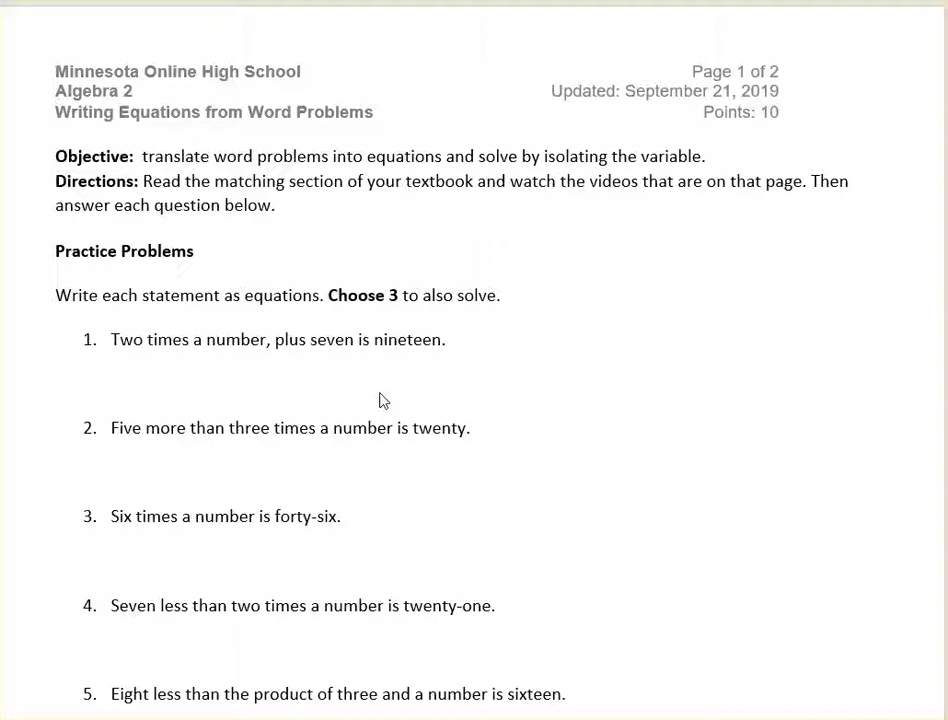 Minnesota Online High School
Page 1 of 2
Algebra 2
Updated: September 21, 2019
Writing Equations from Word Problems
Points: 10
Objective:  translate word problems into equations and solve by isolating the variable.
Directions: Read the matching section of your textbook and watch the videos that are on that page. Then
answer each question below.
Practice Problems
Write each statement as equations. Choose 3 to also solve.
1. Two times a number, plus seven is nineteen.
2. Five more than three times a number is twenty.
3. Six times a number is forty-six.
4. Seven less than two times a number is twenty-one.
5. Eight less than the product of three and a number is sixteen.